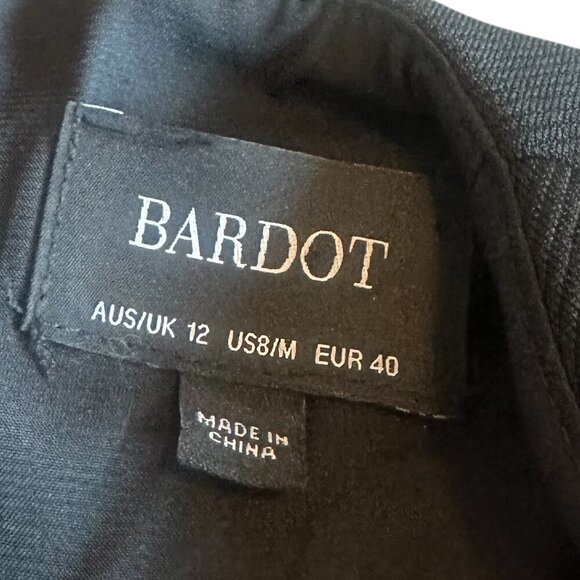 BARDOT
AUS/UK 12 US8/M EUR 40
MADE IN
CHINA